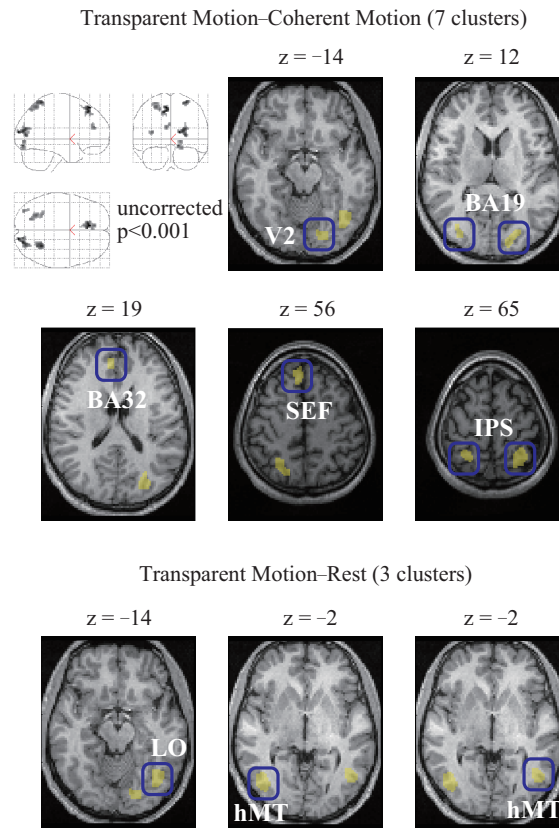 Transparent Motion–Coherent Motion (7 clusters)
z = –14
z = 12
uncorrected
p<0.001
V2
BA19
z = 19
z = 56
z = 65
BA32
SEF
IPS
Transparent Motion–Rest (3 clusters)
z = –14
z = –2
z = –2
LO
hMT
hMT